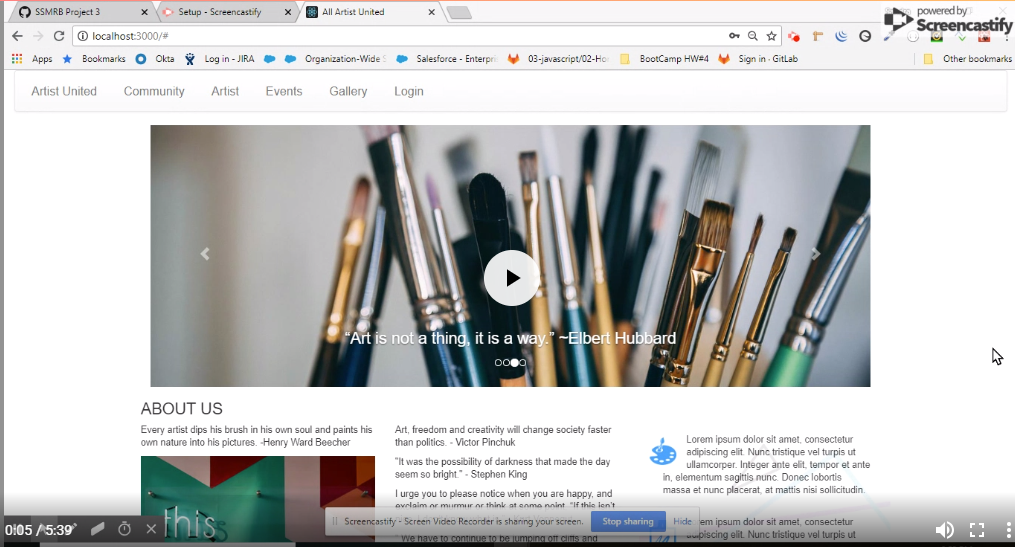 SSMRB Project 3
Setup - Screencastify
All Artist United
powered by
Screencastify
localhost:3000/#
Apps
Bookmarks
Okta
Log in - JIRA
Organization-Wide
Salesforce - Enterpri
03-javascript/02-Ho
BootCamp HW#4
Sign in · GitLab
Other bookmarks
Artist United
Community
Artist
Events
Gallery
Login
“Art is not a thing, it is a way.” ~Elbert Hubbard
ABOUT US
Every artist dips his brush in his own soul and paints his
own nature into his pictures. -Henry Ward Beecher
this
Art, freedom and creativity will change society faster
than politics. - Victor Pinchuk
"It was the possibility of darkness that made the day
seem so bright." - Stephen King
I urge you to please notice when you are happy, and
exclaim or murmur or think at some point, "If this isn't
"We have to continue to be jumping off cliffs and
Lorem ipsum dolor sit amet, consectetur
adipiscing elit. Nunc tristique vel turpis ut
ullamcorper. Integer ante elit, tempor et ante
in, elementum sagittis nunc. Donec lobortis
massa et nunc placerat, at mattis nisi sollicitudin.
em ipsum dolor sit amet, consectetur
adipiscing elit. Nunc tristique vel turpis ut
Screencastify - Screen Video Recorder is sharing your screen.
Stop sharing
Hide
0:05 / 5:39